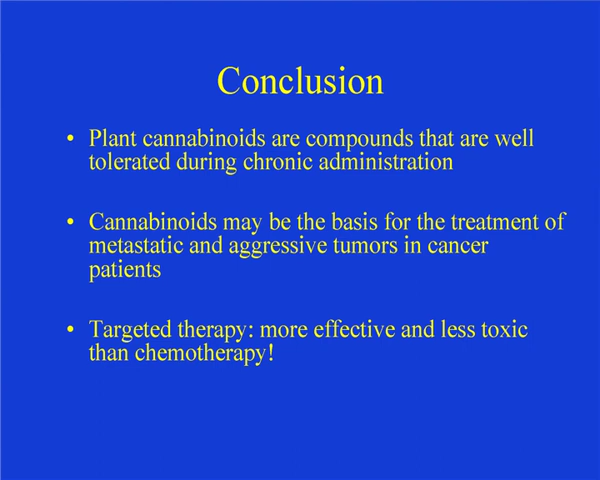 Conclusion
• Plant cannabinoids are compounds that are well
tolerated during chronic administration
• Cannabinoids may be the basis for the treatment of
metastatic and aggressive tumors in cancer
patients
• Targeted therapy: more effective and less toxic
than chemotherapy!